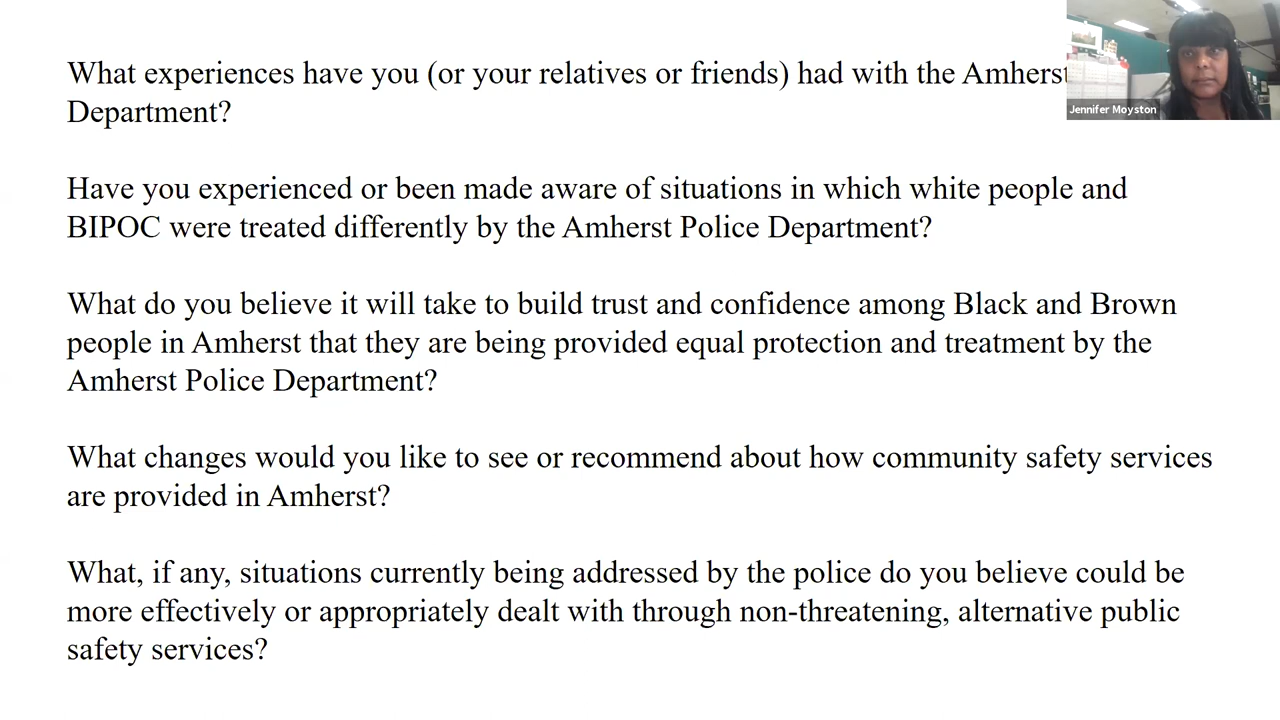 What experiences have you (or your relatives or friends) had with the Amherst
Department?
Have you experienced or been made aware of situations in which white people and
BIPOC were treated differently by the Amherst Police Department?
What do you believe it will take to build trust and confidence among Black and Brown
people in Amherst that they are being provided equal protection and treatment by the
Amherst Police Department?
What changes would you like to see or recommend about how community safety services
are provided in Amherst?
What, if any, situations currently being addressed by the police do you believe could be
more effectively or appropriately dealt with through non-threatening, alternative public
safety services?
Jennifer Moyston